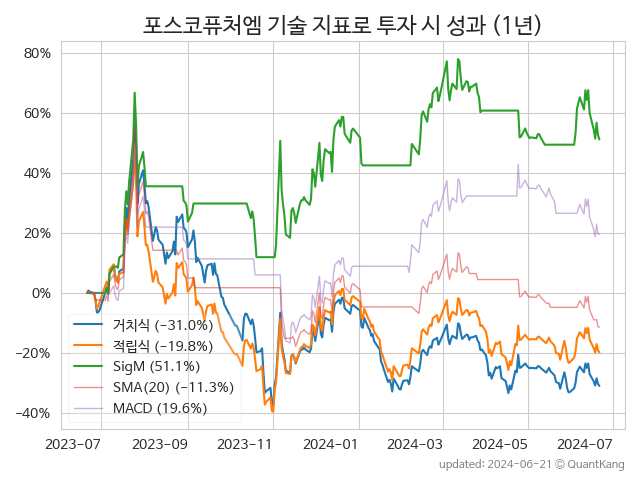 포스코퓨처엠 기술 지표로 투자 시 성과 (1년)
80%
60%
40%
20%
0%
−20%
−40%
거치식 (−31.0%)
적립식 (−19.8%)
SigM (51.1%)
SMA(20) (−11.3%)
MACD (19.6%)
2023-07 2023-09 2023-11 2024-01 2024-03 2024-05 2024-07
updated: 2024-06-21 © QuantKang